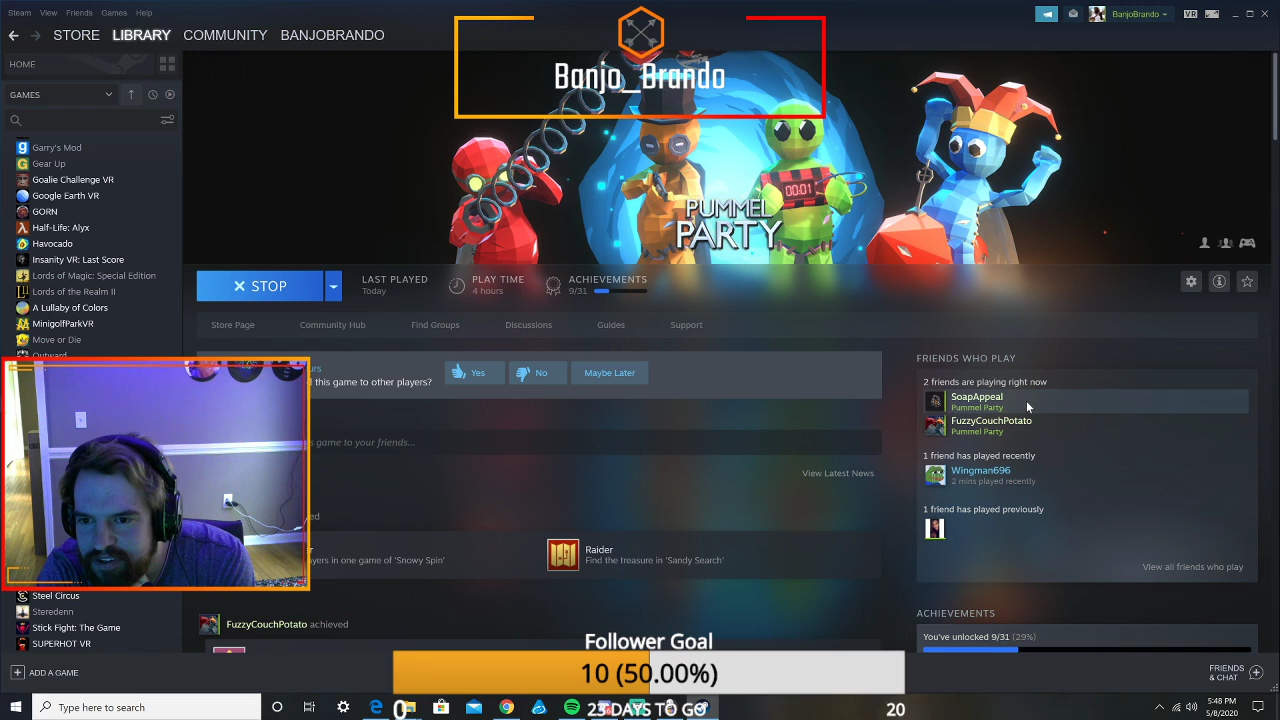 Steam View Friends Games Help
BanjoBrando
VR
STORE LIBRARY COMMUNITY BANJOBRANDO
Banjo_Brando
HOME
GAMES
Garry's Mod
Gear Up
Goalie Challenge VR
Google Earth VR
GORN
Half-Life: Alyx
Havocado
Insanity VR: Last Score
Lords of Magic: Special Edition
Lords of the Realm II
A Lullaby of Colors
MinigolfParkVR
Move or Die
Outward
00:01
PUMMEL
PARTY
STOP
LAST PLAYED
Today
PLAY TIME
4 hours
ACHIEVEMENTS
9/31
Store Page Community Hub Find Groups Discussions Guides Support
this game to other players?
Yes
No
Maybe Later
game to your friends...
View Latest News
FRIENDS WHO PLAY
2 friends are playing right now
SoapAppeal
Pummel Party
FuzzyCouchPotato
Pummel Party
1 friend has played recently
Wingman696
2 mins played recently
1 friend has played previously
View all friends who play
in one game of 'Snowy Spin'
Raider
Find the treasure in 'Sandy Search'
FuzzyCouchPotato achieved
ACHIEVEMENTS
You've unlocked 9/31 (29%)
Steel Circus
Steredenn
Stick Fight: The Game
SUPERHOT VR
ADD A GAME
FRIENDS
& CHAT
Follower Goal
10 (50.00%)
0
23 DAYS TO GO
20
Type here to search
5:48 PM
5/8/2020